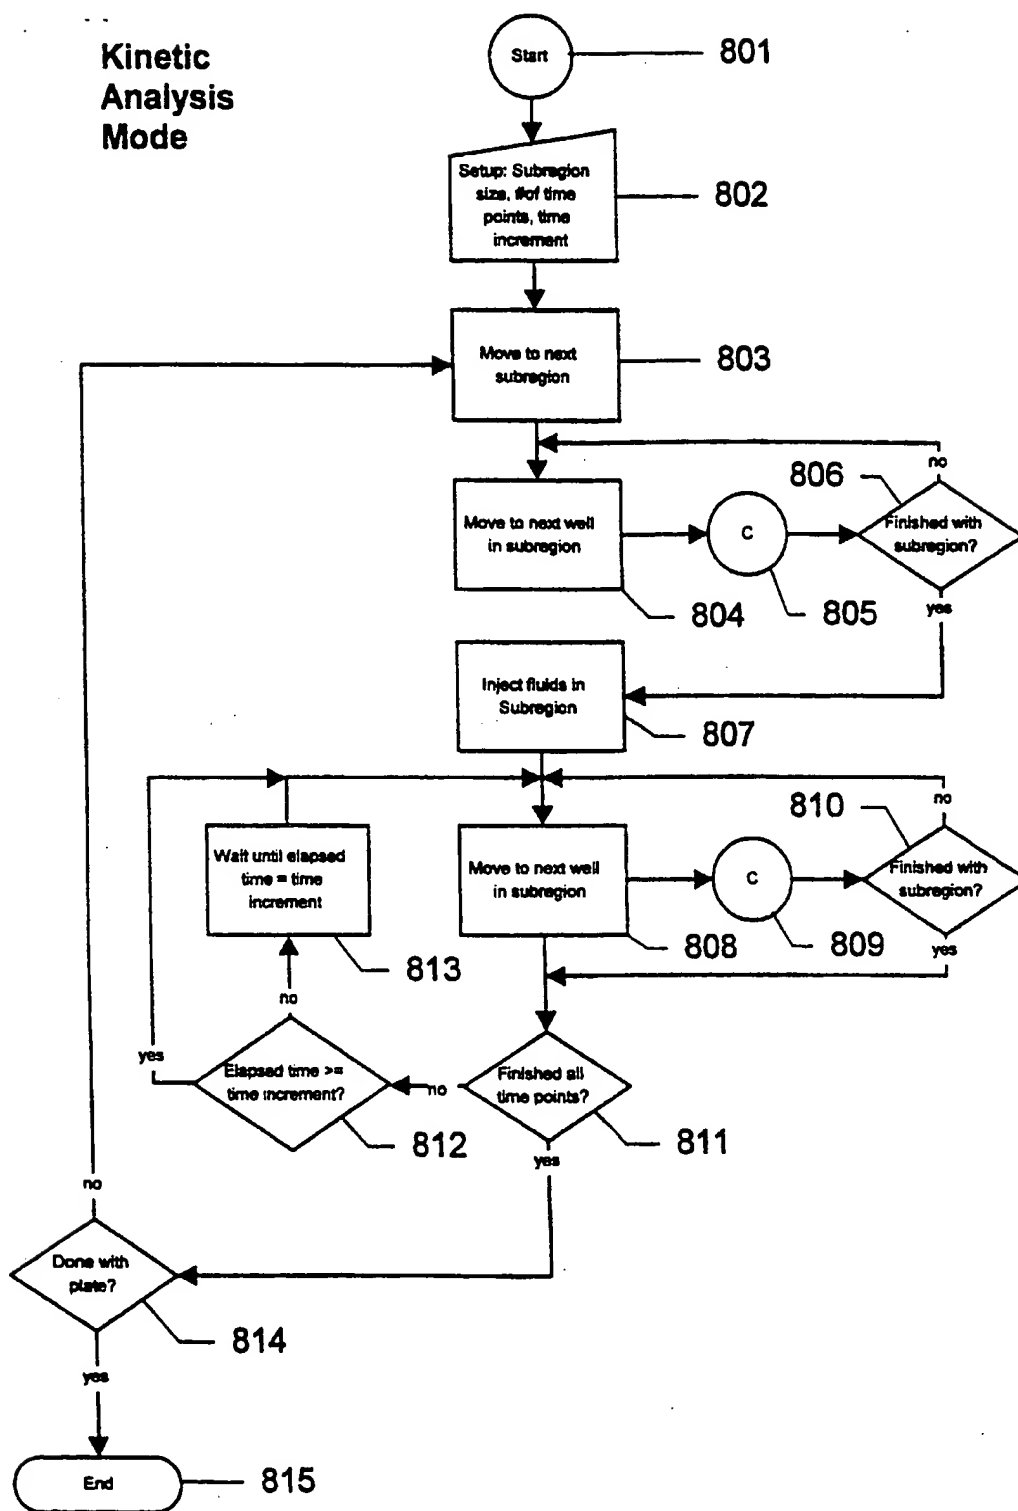 Kinetic
Analysis
Mode
Start
801
Setup: Subregion
size, #of time
points, time
increment
802
Move to next
subregion
803
no
806
Move to next well
in subregion
C
Finished with
subregion?
804
805
yes
Inject fluids in
Subregion
807
no
810
Wait until elapsed
time = time
increment
Move to next well
in subregion
C
Finished with
subregion?
813
808
809
yes
no
yes
Elapsed time >=
time increment?
no
Finished all
time points?
812
811
yes
no
Done with
plate?
814
yes
End
815